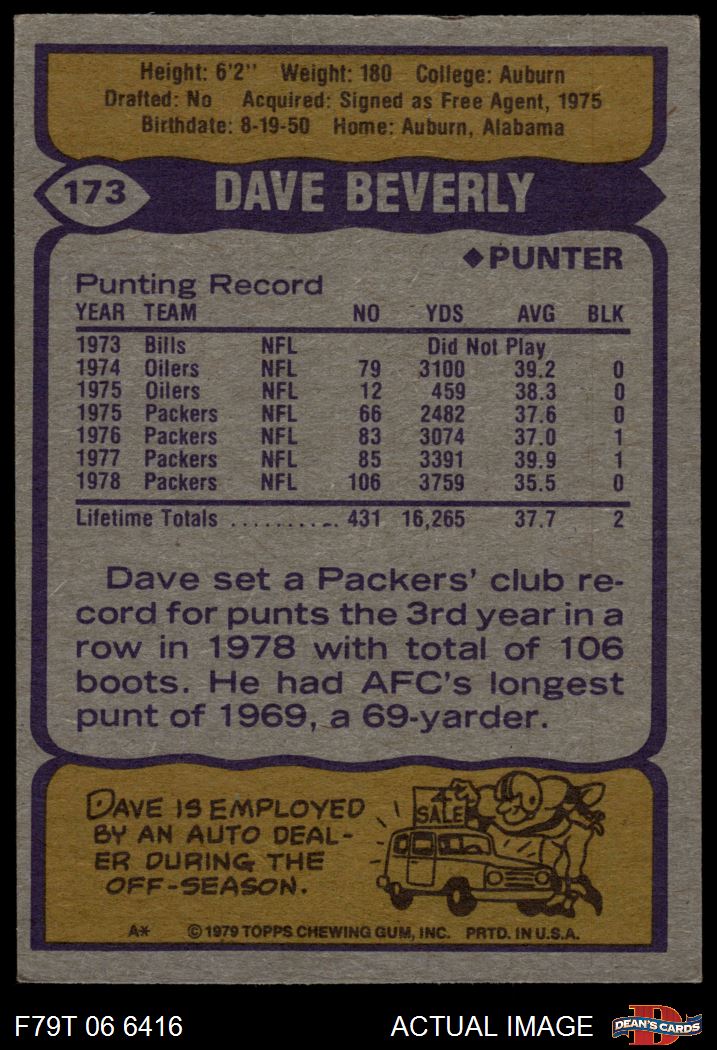 Height: 6'2" Weight: 180 College: Auburn
Drafted: No Acquired: Signed as Free Agent, 1975
Birthdate: 8-19-50 Home: Auburn, Alabama
173 DAVE BEVERLY
◆PUNTER
Punting Record
YEAR TEAM NO YDS AVG BLK
1973 Bills NFL Did Not Play
1974 Oilers NFL 79 3100 39.2 0
1975 Oilers NFL 12 459 38.3 0
1975 Packers NFL 66 2482 37.6 0
1976 Packers NFL 83 3074 37.0 1
1977 Packers NFL 85 3391 39.9 1
1978 Packers NFL 106 3759 35.5 0
Lifetime Totals ........... 431 16,265 37.7 2
Dave set a Packers' club re-
cord for punts the 3rd year in a
row in 1978 with total of 106
boots. He had AFC's longest
punt of 1969, a 69-yarder.
DAVE IS EMPLOYED
BY AN AUTO DEAL-
ER DURING THE
OFF-SEASON.
SALE
A* ©1979 TOPPS CHEWING GUM, INC. PRTD. IN U.S.A.
F79T 06 6416 ACTUAL IMAGE D DEAN'S CARDS